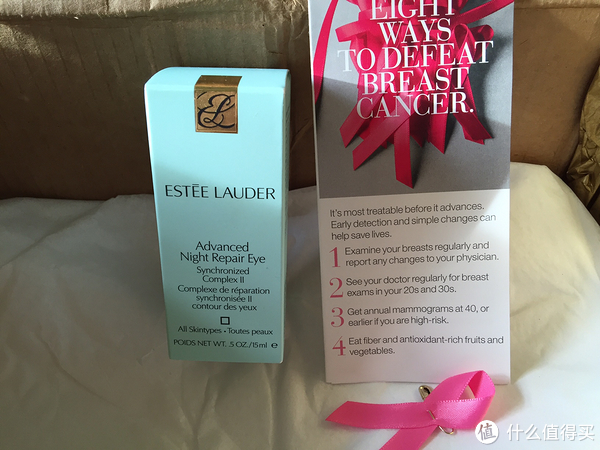 EL
ESTĒE LAUDER
Advanced
Night Repair Eye
Synchronized
Complex II
Complexe de réparation
synchronisée II
contour des yeux
All Skintypes • Toutes peaux
POIDS NET WT. .5 OZ./15 ml ℮
EIGHT
WAYS
TO DEFEAT
BREAST
CANCER.
It's most treatable before it advances.
Early detection and simple changes can
help save lives.
1 Examine your breasts regularly and
report any changes to your physician.
2 See your doctor regularly for breast
exams in your 20s and 30s.
3 Get annual mammograms at 40, or
earlier if you are high-risk.
4 Eat fiber and antioxidant-rich fruits and
vegetables.
值 什么值得买